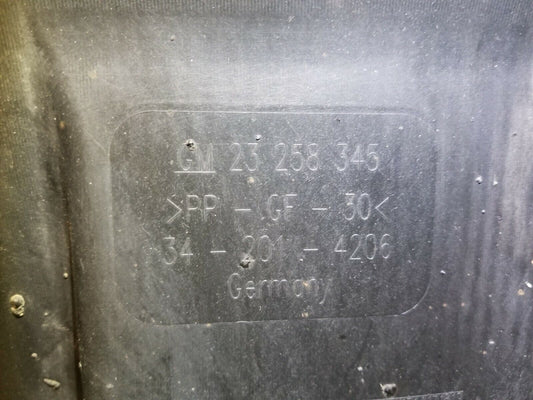 GM 23 258 345
>PP - GF - 30<
34 - 201 - 4206
Germany